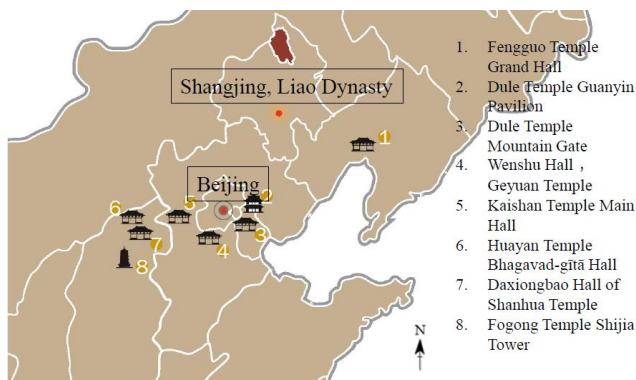 Shangjing, Liao Dynasty
Beijing
1
2
3
4
5
6
7
8
N
1. Fengguo Temple
Grand Hall
2. Dule Temple Guanyin
Pavilion
3. Dule Temple
Mountain Gate
4. Wenshu Hall，
Geyuan Temple
5. Kaishan Temple Main
Hall
6. Huayan Temple
Bhagavad-gītā Hall
7. Daxiongbao Hall of
Shanhua Temple
8. Fogong Temple Shijia
Tower